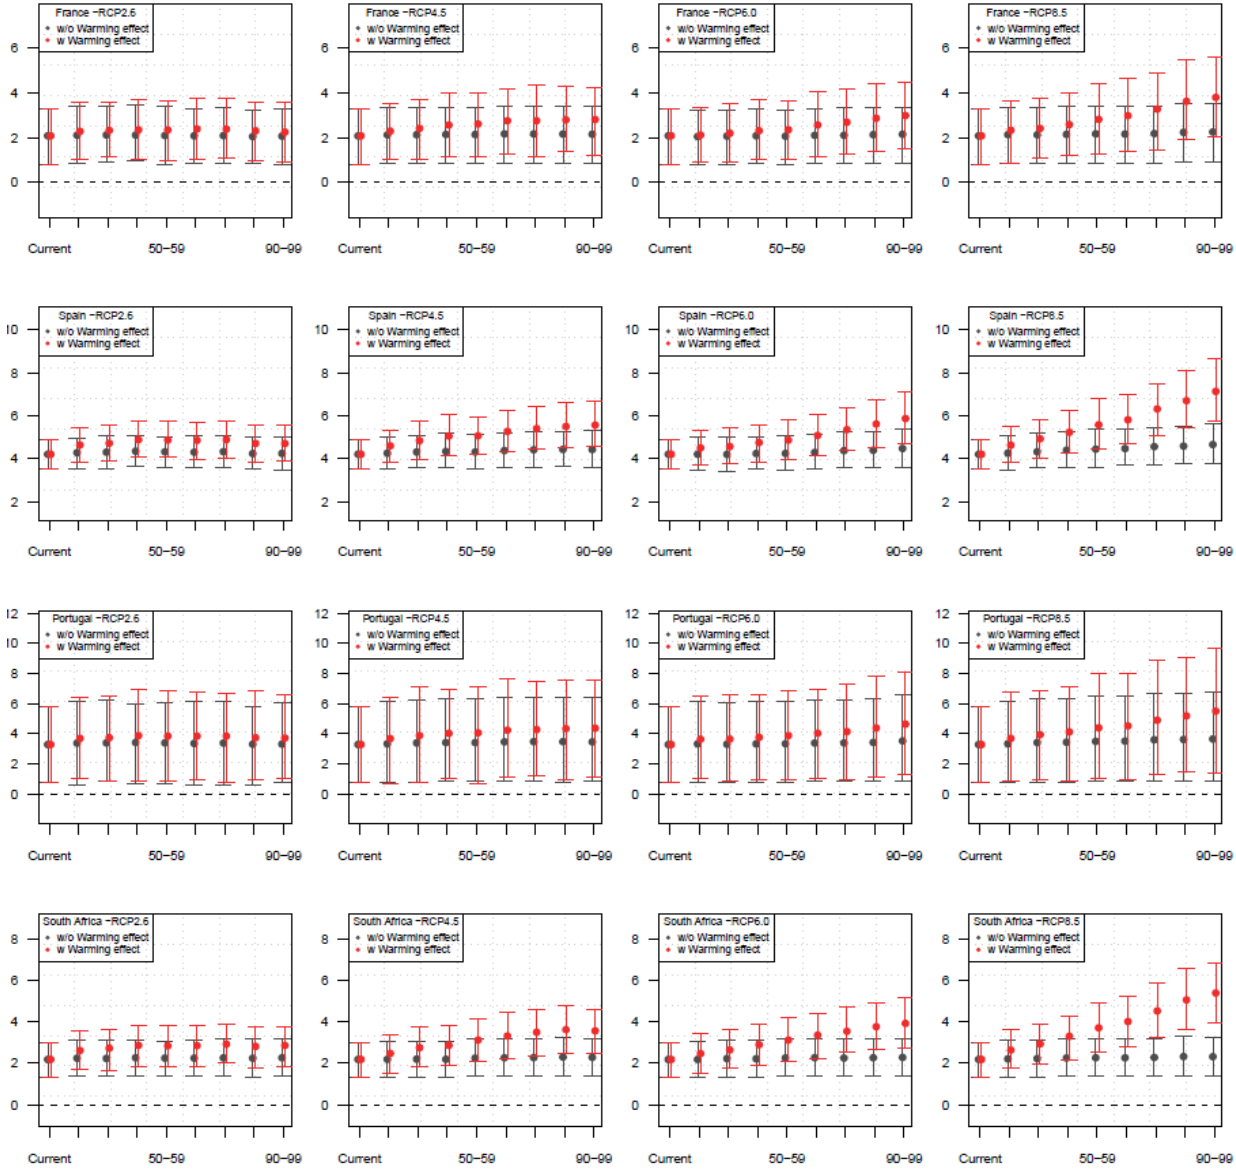 France −RCP2.6
w/o Warming effect
w Warming effect
6
4
2
0
Current 50−59 90−99
France −RCP4.5
w/o Warming effect
w Warming effect
6
4
2
0
Current 50−59 90−99
France −RCP6.0
w/o Warming effect
w Warming effect
6
4
2
0
Current 50−59 90−99
France −RCP8.5
w/o Warming effect
w Warming effect
6
4
2
0
Current 50−59 90−99
Spain −RCP2.6
w/o Warming effect
w Warming effect
10
8
6
4
2
Current 50−59 90−99
Spain −RCP4.5
w/o Warming effect
w Warming effect
10
8
6
4
2
Current 50−59 90−99
Spain −RCP6.0
w/o Warming effect
w Warming effect
10
8
6
4
2
Current 50−59 90−99
Spain −RCP8.5
w/o Warming effect
w Warming effect
10
8
6
4
2
Current 50−59 90−99
Portugal −RCP2.6
w/o Warming effect
w Warming effect
12
10
8
6
4
2
0
Current 50−59 90−99
Portugal −RCP4.5
w/o Warming effect
w Warming effect
12
10
8
6
4
2
0
Current 50−59 90−99
Portugal −RCP6.0
w/o Warming effect
w Warming effect
12
10
8
6
4
2
0
Current 50−59 90−99
Portugal −RCP8.5
w/o Warming effect
w Warming effect
12
10
8
6
4
2
0
Current 50−59 90−99
South Africa −RCP2.6
w/o Warming effect
w Warming effect
8
6
4
2
0
Current 50−59 90−99
South Africa −RCP4.5
w/o Warming effect
w Warming effect
8
6
4
2
0
Current 50−59 90−99
South Africa −RCP6.0
w/o Warming effect
w Warming effect
8
6
4
2
0
Current 50−59 90−99
South Africa −RCP8.5
w/o Warming effect
w Warming effect
8
6
4
2
0
Current 50−59 90−99